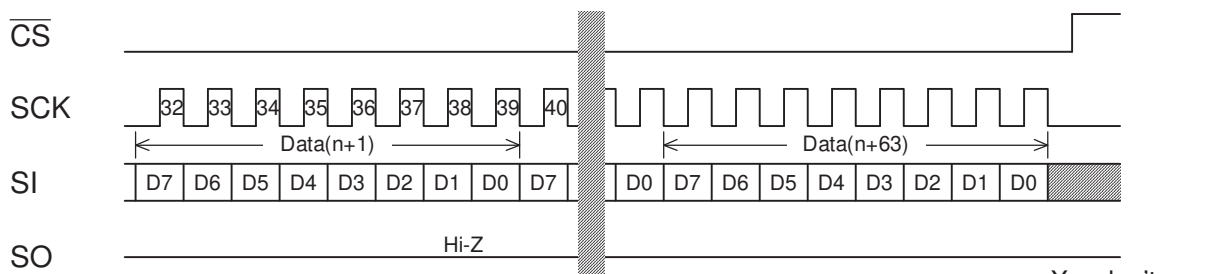 CS
SCK
32 33 34 35 36 37 38 39 40
Data(n+1) Data(n+63)
SI
D7 D6 D5 D4 D3 D2 D1 D0 D7 D0 D7 D6 D5 D4 D3 D2 D1 D0
Hi-Z
SO